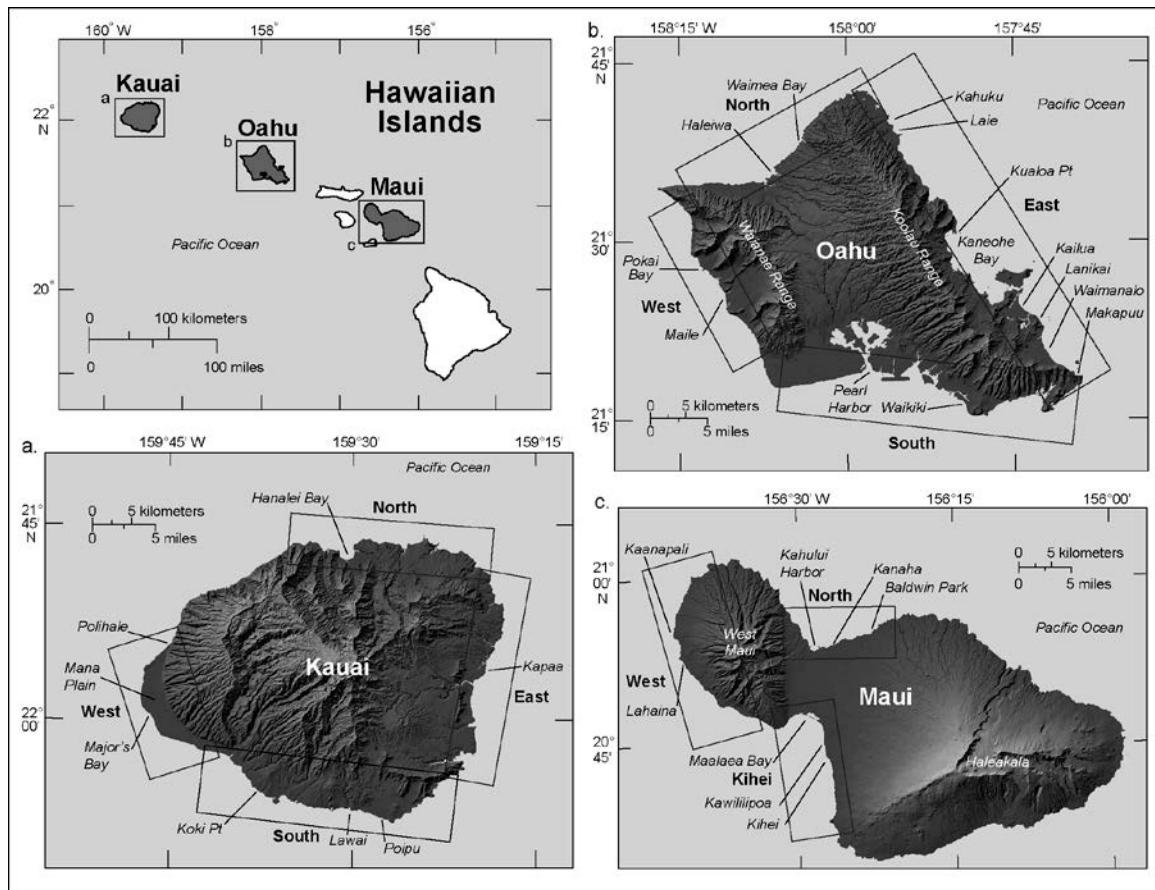 160° W
158°
156°
22°
N
20°
Kauai
a
Oahu
b
Maui
c
Hawaiian
Islands
Pacific Ocean
0 100 kilometers
0 100 miles
b.
158°15' W
158°00'
157°45'
21°
45'
N
21°
30'
21°
15'
Waimea Bay
North
Haleiwa
Kahuku
Laie
Pacific Ocean
Kualoa Pt
East
Kaneohe
Bay
Kailua
Lanikai
Waimanalo
Makapuu
Koolau Range
Oahu
Waianae Range
Pokai
Bay
West
Maile
Pearl
Harbor
Waikiki
South
0 5 kilometers
0 5 miles
a.
159°45' W
159°30'
159°15'
Pacific Ocean
21°
45'
N
22°
00'
0 5 kilometers
0 5 miles
Hanalei Bay
North
Polihale
Mana
Plain
West
Major's
Bay
Kauai
Kapaa
East
Koki Pt
South
Lawai
Poipu
c.
156°30' W
156°15'
156°00'
21°
00'
N
20°
45'
Kaanapali
Kahului
Harbor
North
Kanaha
Baldwin Park
0 5 kilometers
0 5 miles
Pacific Ocean
West
Maui
West
Lahaina
Maui
Maalaea Bay
Kihei
Kawililipoa
Kihei
Haleakala